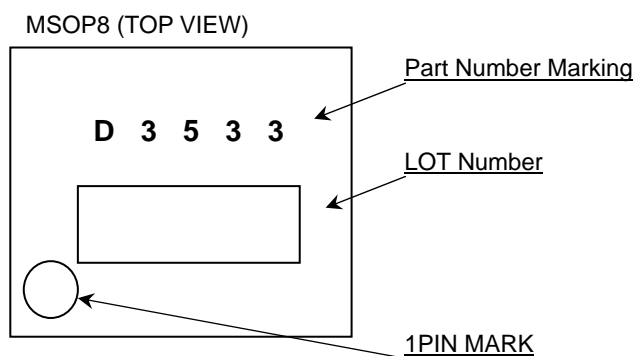 MSOP8 (TOP VIEW)
Part Number Marking
D 3 5 3 3
LOT Number
1PIN MARK